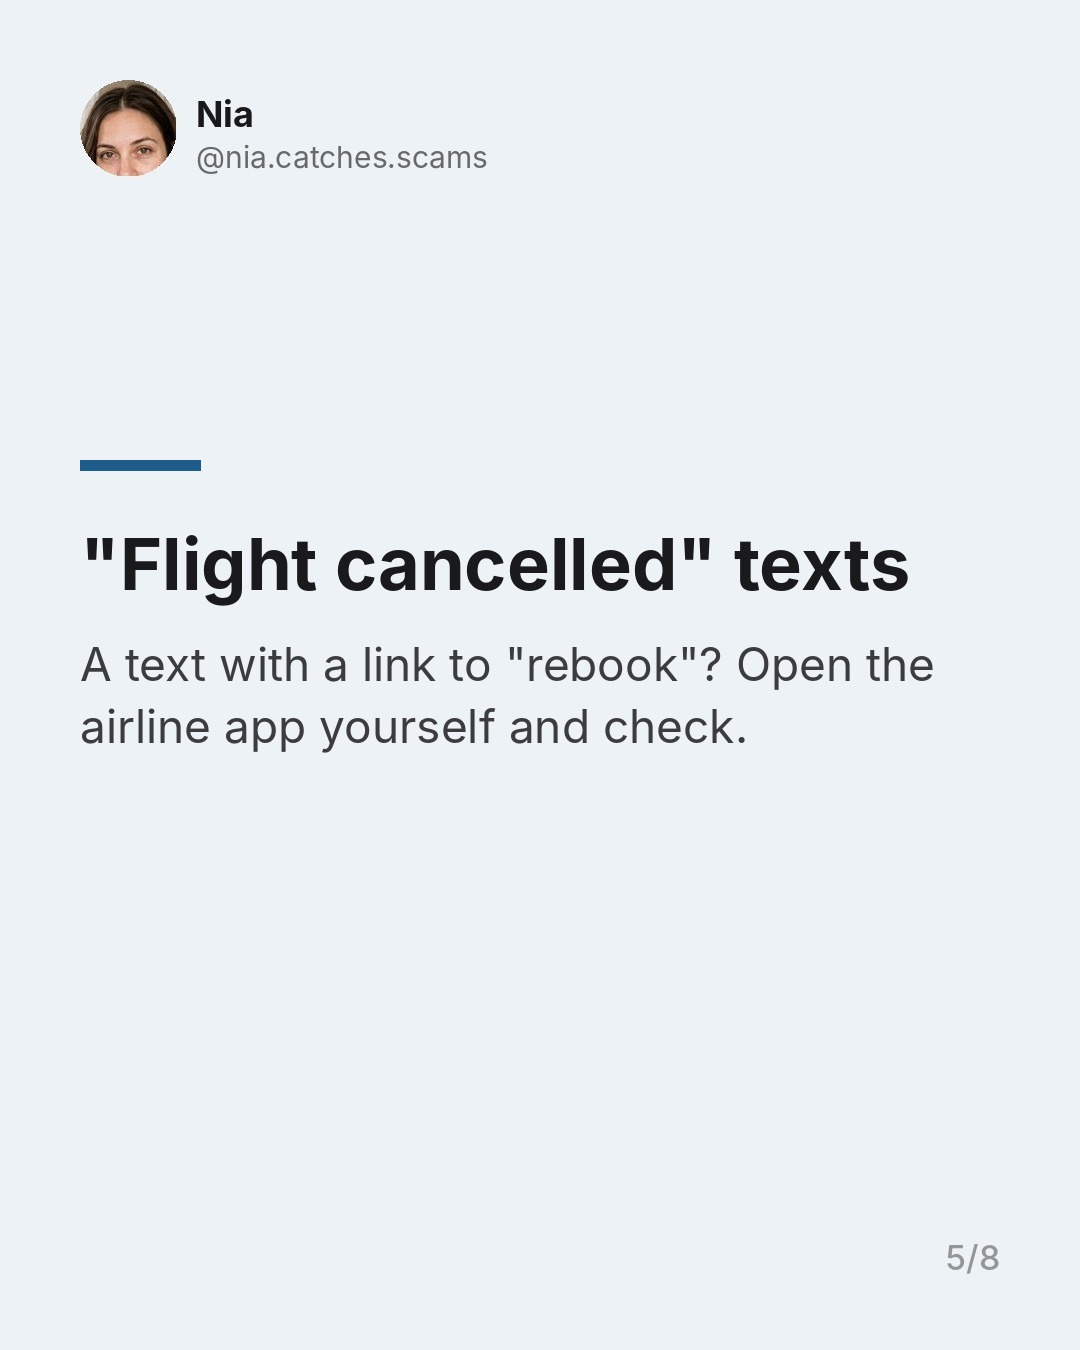 Nia
@nia.catches.scams
"Flight cancelled" texts
A text with a link to "rebook"? Open the
airline app yourself and check.
5/8